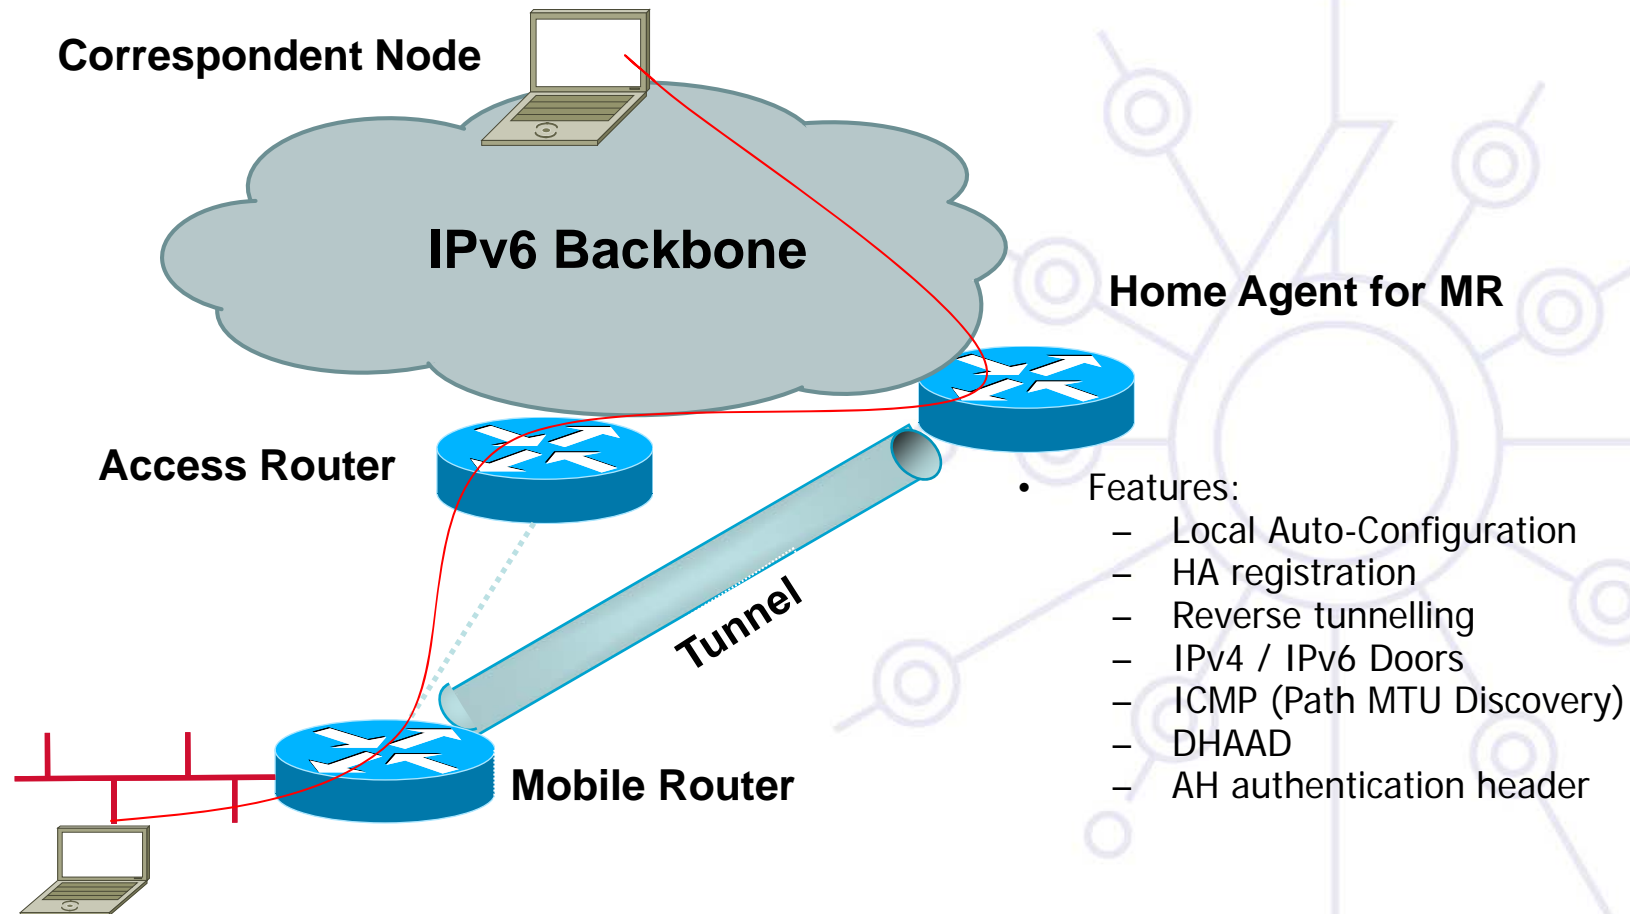 Correspondent Node
IPv6 Backbone
Home Agent for MR
Access Router
Tunnel
Mobile Router
• Features:
– Local Auto-Configuration
– HA registration
– Reverse tunnelling
– IPv4 / IPv6 Doors
– ICMP (Path MTU Discovery)
– DHAAD
– AH authentication header